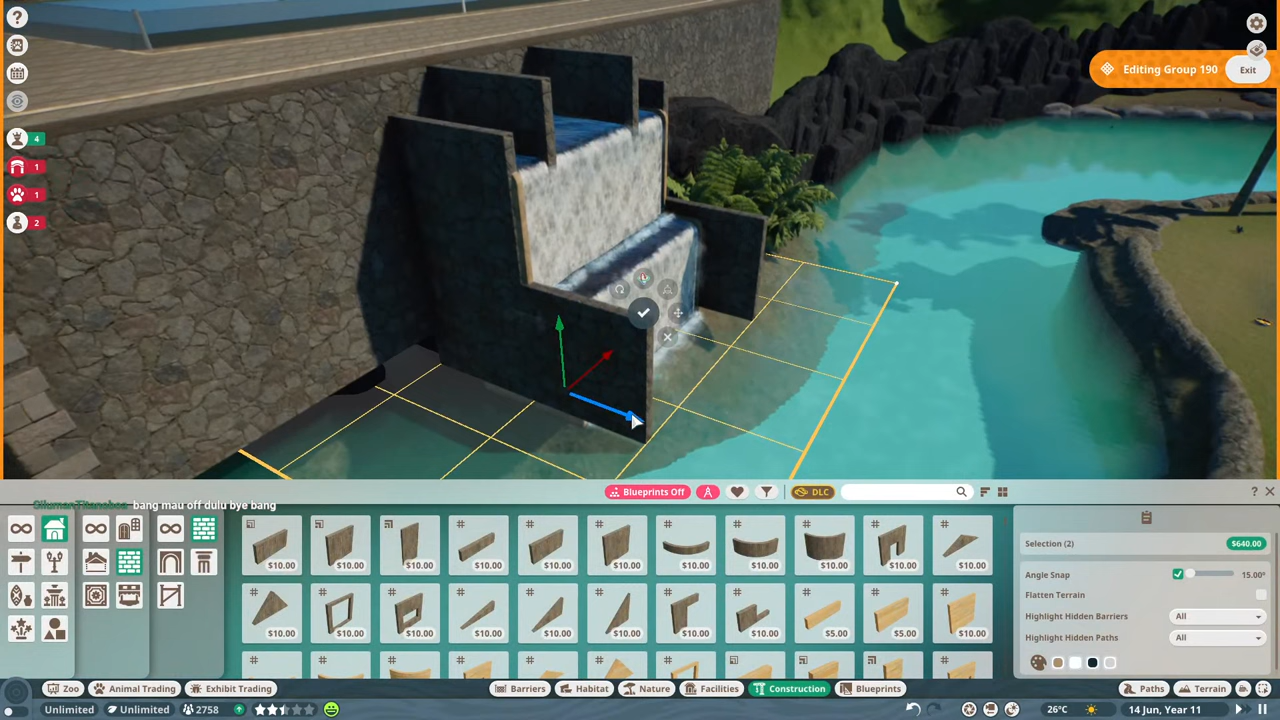 Editing Group 190
Exit
4
1
1
2
Blueprints Off
DLC
bang mau off dulu bye bang
$10.00 $10.00 $10.00 $10.00 $10.00 $10.00 $10.00 $10.00 $10.00 $10.00 $10.00
$10.00 $10.00 $10.00 $10.00 $10.00 $10.00 $10.00 $10.00 $5.00 $5.00 $10.00
Selection (2) $640.00
Angle Snap 15.00°
Flatten Terrain
Highlight Hidden Barriers All
Highlight Hidden Paths All
Zoo Animal Trading Exhibit Trading Barriers Habitat Nature Facilities Construction Blueprints Paths Terrain
Unlimited Unlimited 2758 26°C 14 Jun, Year 11